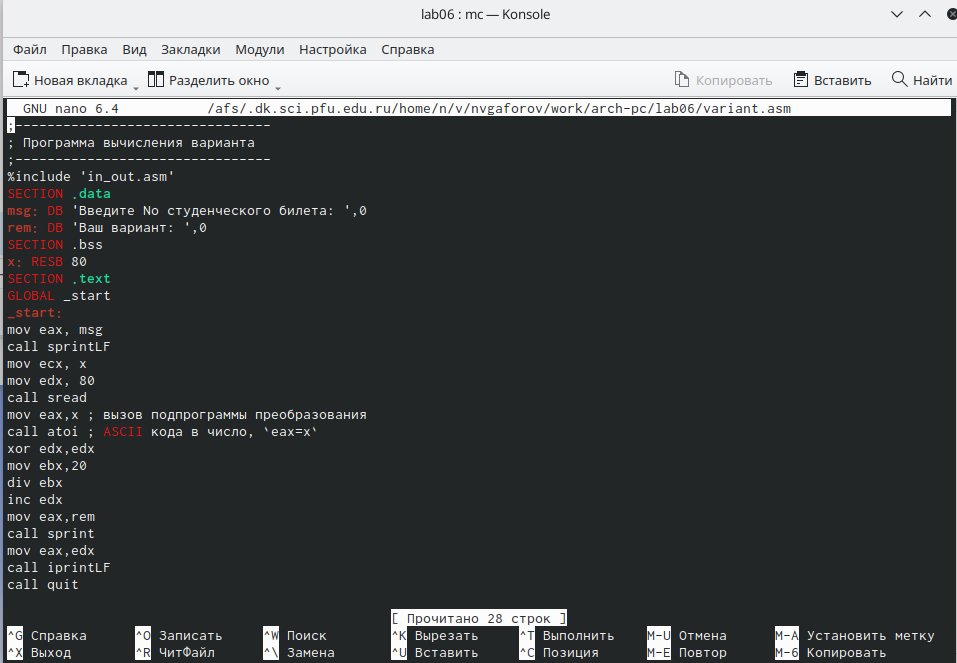 lab06 : mc — Konsole
Файл Правка Вид Закладки Модули Настройка Справка
Новая вкладка Разделить окно Копировать Вставить Найти
GNU nano 6.4 /afs/.dk.sci.pfu.edu.ru/home/n/v/nvgaforov/work/arch-pc/lab06/variant.asm
;--------------------------------
; Программа вычисления варианта
;--------------------------------
%include 'in_out.asm'
SECTION .data
msg: DB 'Введите No студенческого билета: ',0
rem: DB 'Ваш вариант: ',0
SECTION .bss
x: RESB 80
SECTION .text
GLOBAL _start
_start:
mov eax, msg
call sprintLF
mov ecx, x
mov edx, 80
call sread
mov eax,x ; вызов подпрограммы преобразования
call atoi ; ASCII кода в число, `eax=x`
xor edx,edx
mov ebx,20
div ebx
inc edx
mov eax,rem
call sprint
mov eax,edx
call iprintLF
call quit
[ Прочитано 28 строк ]
^G Справка ^O Записать ^W Поиск ^K Вырезать ^T Выполнить M-U Отмена M-A Установить метку
^X Выход ^R ЧитФайл ^\ Замена ^U Вставить ^C Позиция M-E Повтор M-6 Копировать